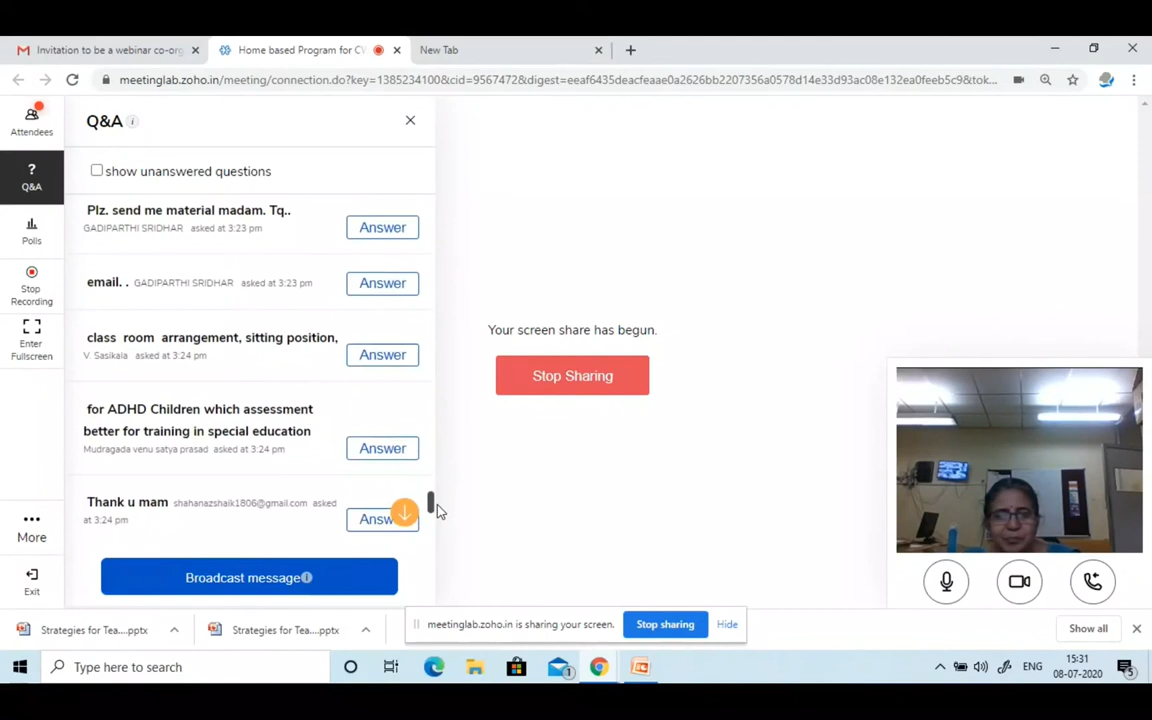 Invitation to be a webinar co-org
Home based Program for CW
New Tab
meetinglab.zoho.in/meeting/connection.do?key=1385234100&cid=9567472&digest=eeaf6435deacfeaae0a2626bb2207356a0578d14e33d93ac08e132ea0feeb5c9&tok...
Attendees
?
Q&A
Polls
Stop
Recording
Enter
Fullscreen
More
Exit
Q&A i
show unanswered questions
Plz. send me material madam. Tq..
GADIPARTHI SRIDHAR asked at 3:23 pm
Answer
email. . GADIPARTHI SRIDHAR asked at 3:23 pm
Answer
class room arrangement, sitting position,
V. Sasikala asked at 3:24 pm
Answer
for ADHD Children which assessment
better for training in special education
Mudragada venu satya prasad asked at 3:24 pm
Answer
Thank u mam shahanazshaik1806@gmail.com asked
at 3:24 pm
Answ
Broadcast message i
Your screen share has begun.
Stop Sharing
Strategies for Tea....pptx
Strategies for Tea....pptx
meetinglab.zoho.in is sharing your screen.
Stop sharing
Hide
Show all
Type here to search
1
ENG
15:31
08-07-2020
5